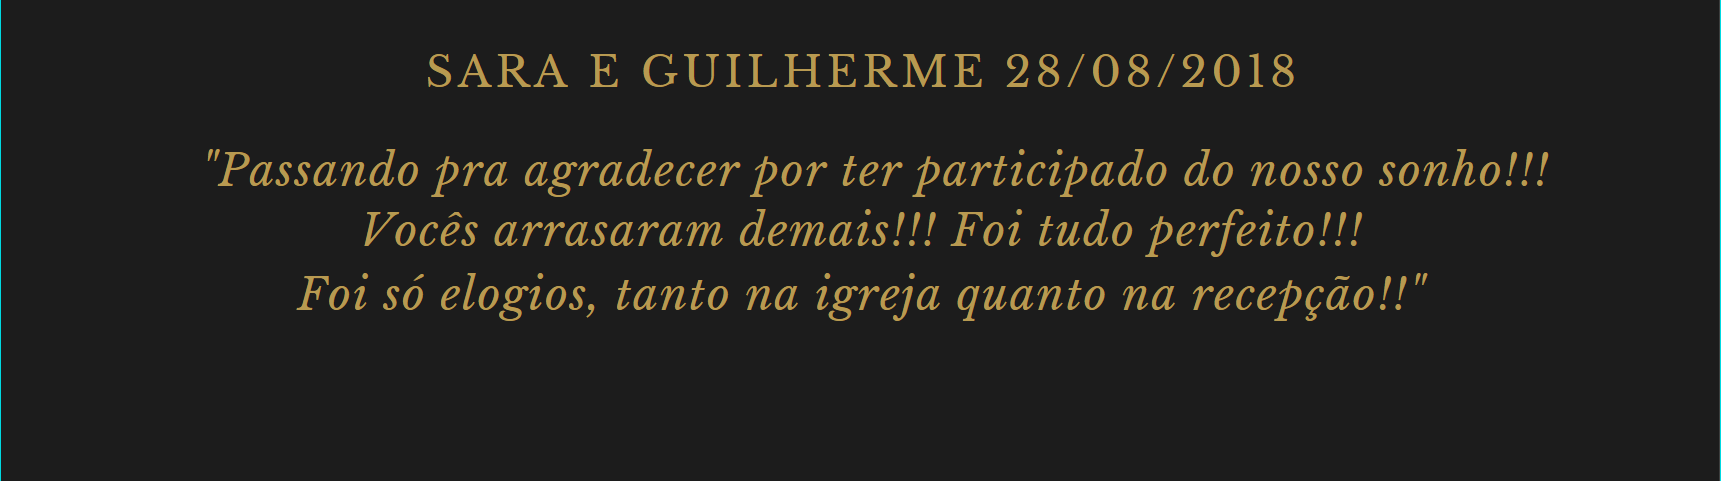 SARA E GUILHERME 28/08/2018
"Passando pra agradecer por ter participado do nosso sonho!!!
Vocês arrasaram demais!!! Foi tudo perfeito!!!
Foi só elogios, tanto na igreja quanto na recepção!!"